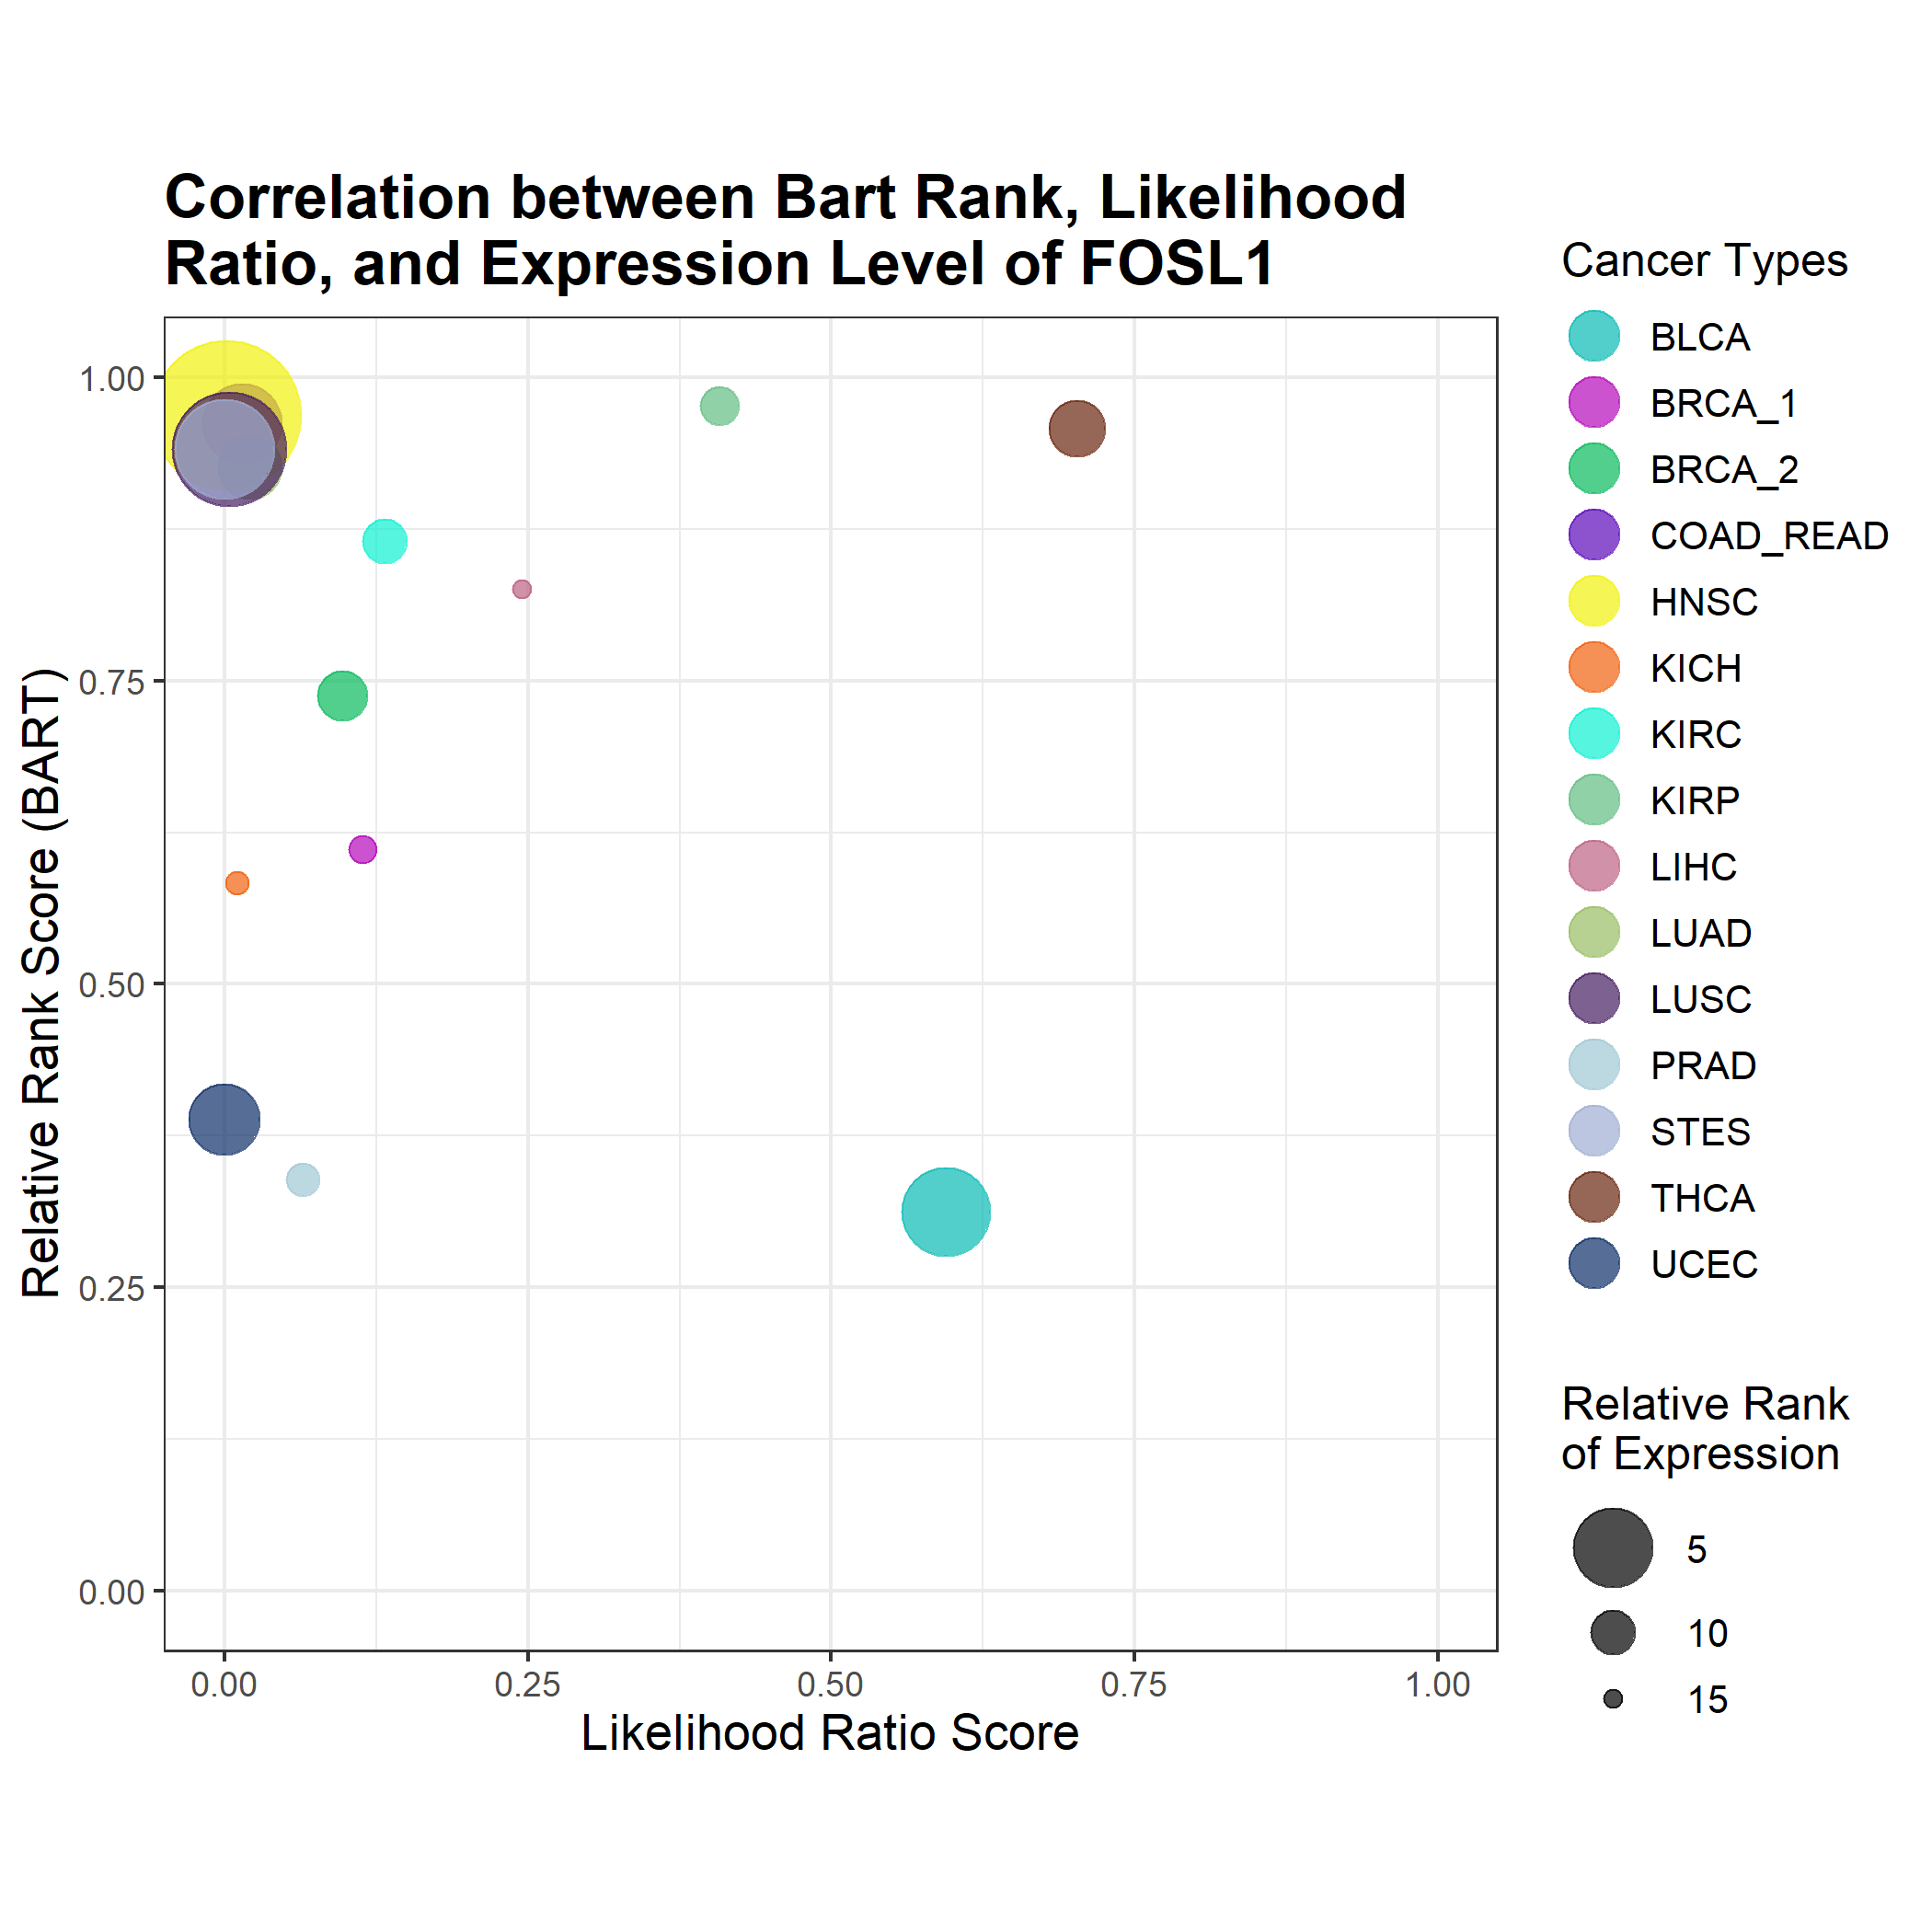 Correlation between Bart Rank, Likelihood
Ratio, and Expression Level of FOSL1
Relative Rank Score (BART)
1.00
0.75
0.50
0.25
0.00
0.00 0.25 0.50 0.75 1.00
Likelihood Ratio Score
Cancer Types
BLCA
BRCA_1
BRCA_2
COAD_READ
HNSC
KICH
KIRC
KIRP
LIHC
LUAD
LUSC
PRAD
STES
THCA
UCEC
Relative Rank
of Expression
5
10
15